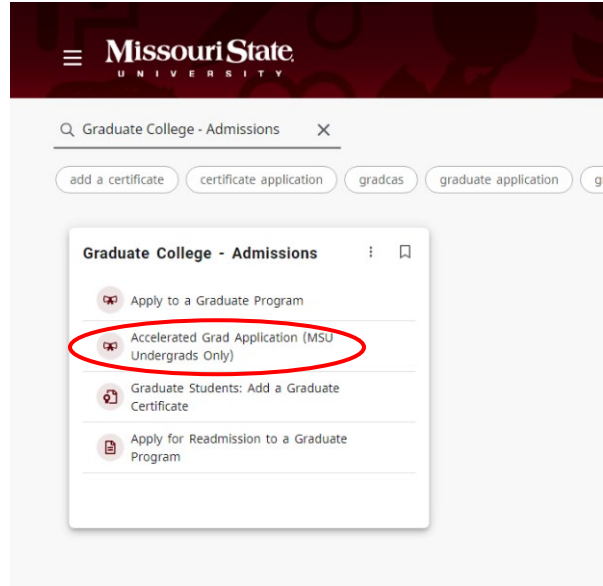 Missouri State
UNIVERSITY
Graduate College - Admissions
add a certificate
certificate application
gradcas
graduate application
g
Graduate College - Admissions
Apply to a Graduate Program
Accelerated Grad Application (MSU
Undergrads Only)
Graduate Students: Add a Graduate
Certificate
Apply for Readmission to a Graduate
Program